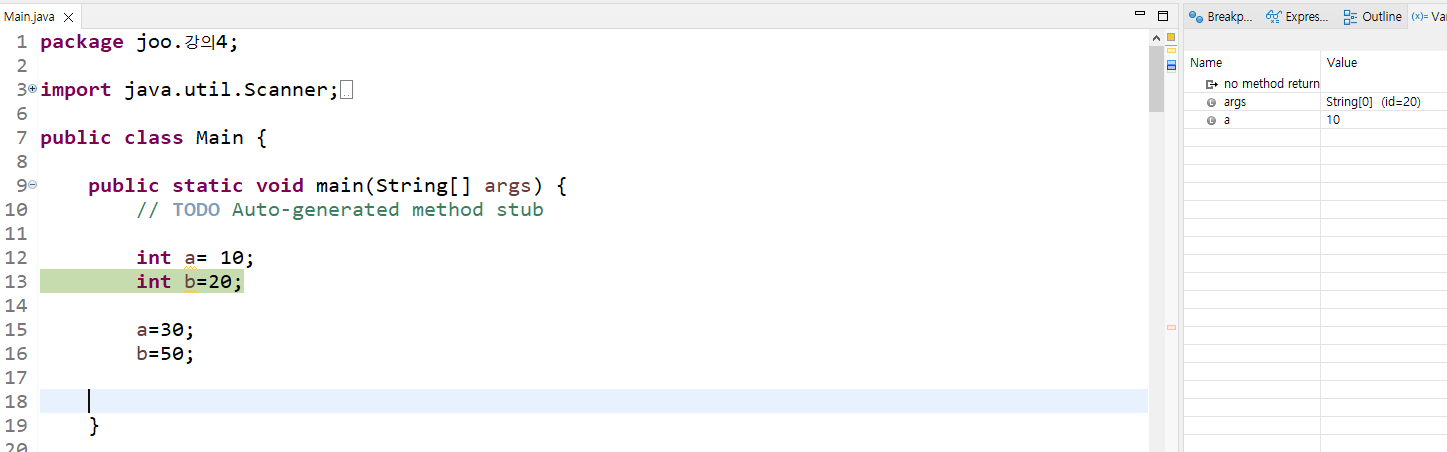 Main.java
1 package joo.강의4;
2
3 import java.util.Scanner;
6
7 public class Main {
8
9 public static void main(String[] args) {
10 // TODO Auto-generated method stub
11
12 int a= 10;
13 int b=20;
14
15 a=30;
16 b=50;
17
18
19 }
20
Breakp... Expres... Outline (x)= Var
Name Value
no method return
args String[0] (id=20)
a 10